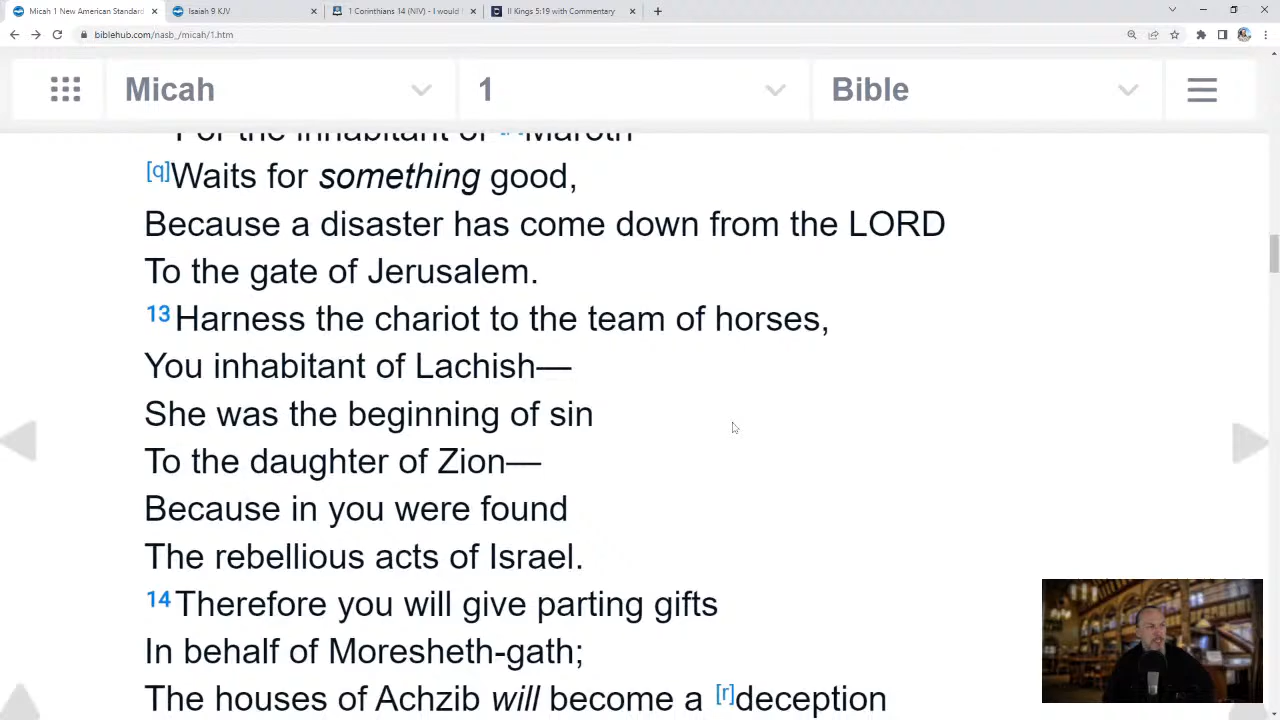 Micah 1 New American Standard
Isaiah 9 KJV
1 Corinthians 14 (NIV) - I would
II Kings 5:19 with Commentary
biblehub.com/nasb_/micah/1.htm
Micah
1
Bible
For the inhabitant of Maroth
[q]Waits for something good,
Because a disaster has come down from the LORD
To the gate of Jerusalem.
13 Harness the chariot to the team of horses,
You inhabitant of Lachish—
She was the beginning of sin
To the daughter of Zion—
Because in you were found
The rebellious acts of Israel.
14 Therefore you will give parting gifts
In behalf of Moresheth-gath;
The houses of Achzib will become a [r]deception